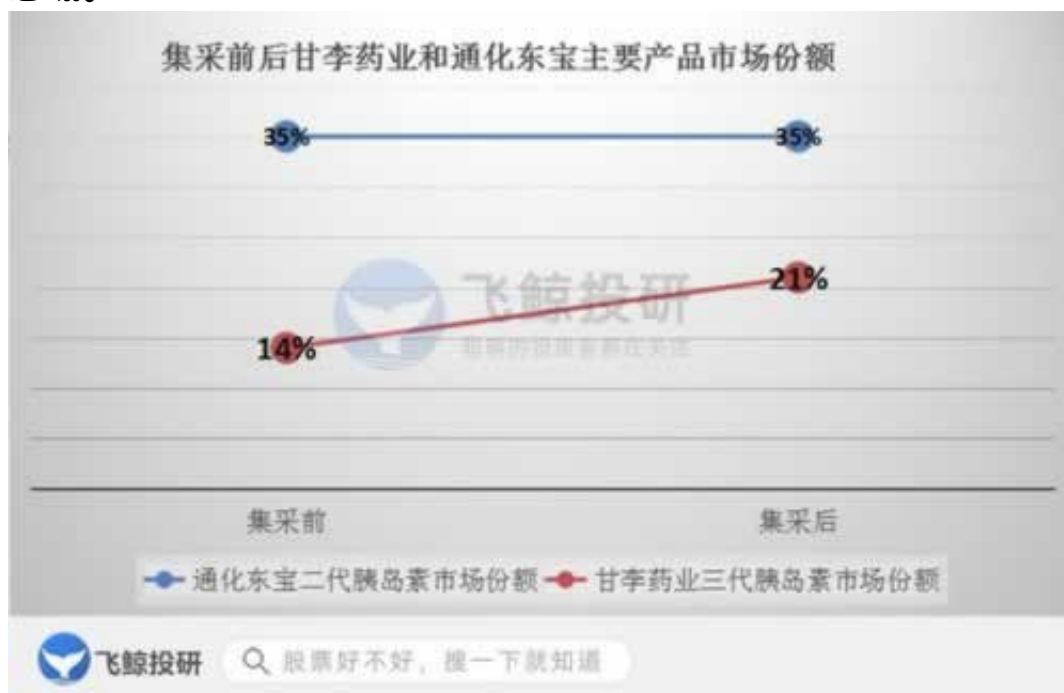 集采前后甘李药业和通化东宝主要产品市场份额
35%
35%
飞鲸投研
21%
14%
集采前
集采后
通化东宝二代胰岛素市场份额
甘李药业三代胰岛素市场份额
飞鲸投研
股票好不好，搜一下就知道